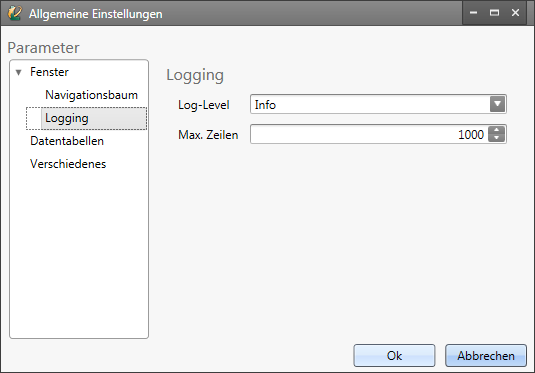 Allgemeine Einstellungen
Parameter
Fenster
Navigationsbaum
Logging
Datentabellen
Verschiedenes
Logging
Log-Level Info
Max. Zeilen 1000
Ok Abbrechen